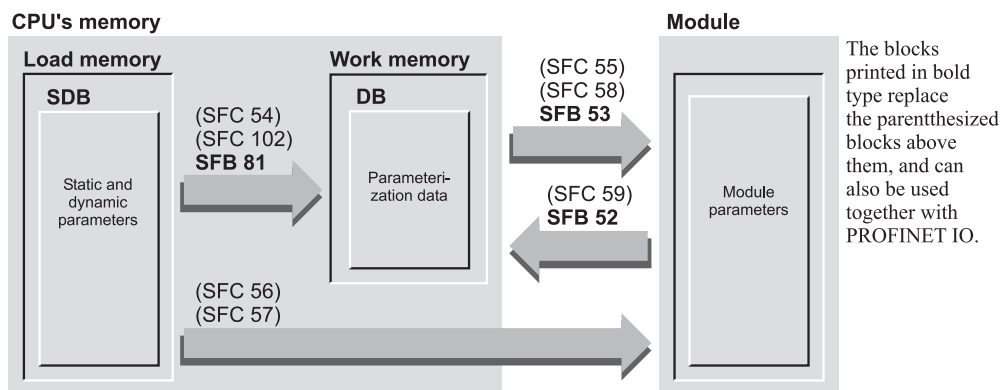 CPU's memory
Module
Load memory
Work memory
SDB
DB
(SFC 54)
(SFC 102)
SFB 81
(SFC 55)
(SFC 58)
SFB 53
Static and
dynamic
parameters
Parameteri-
zation data
(SFC 59)
SFB 52
Module
parameters
(SFC 56)
(SFC 57)
The blocks
printed in bold
type replace
the parentthesized
blocks above
them, and can
also be used
together with
PROFINET IO.